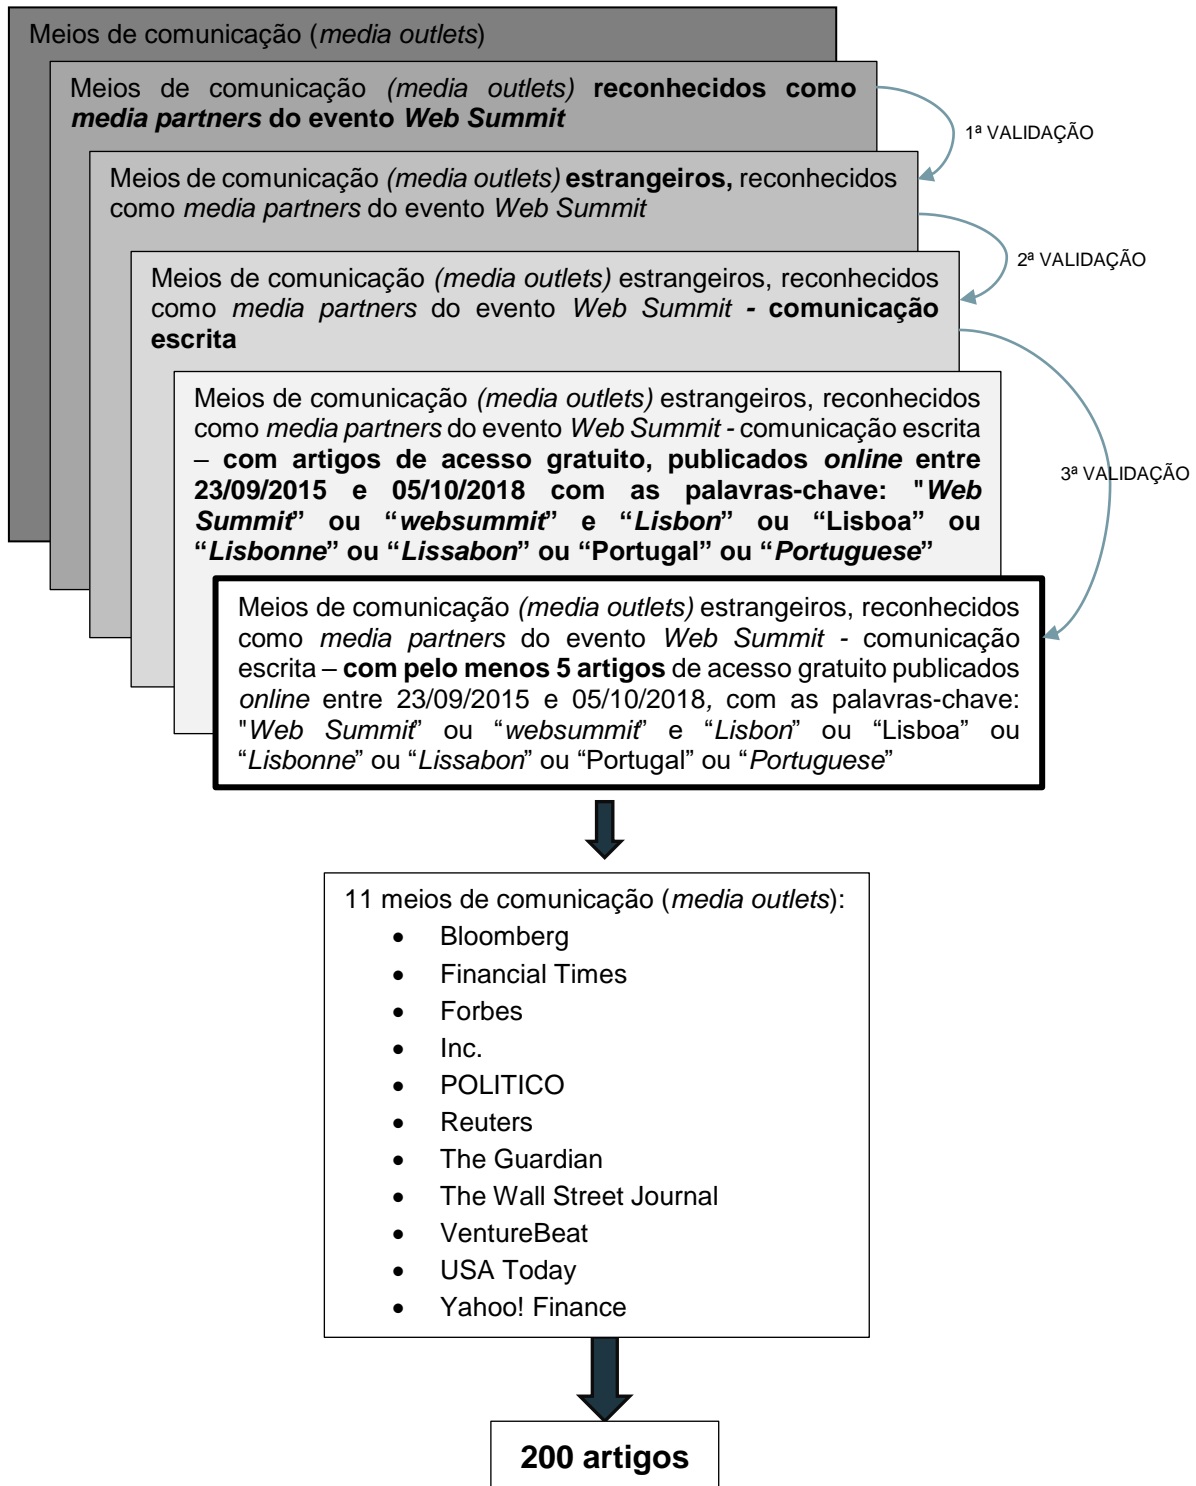 Meios de comunicação (media outlets)
Meios de comunicação (media outlets) reconhecidos como
media partners do evento Web Summit
1ª VALIDAÇÃO
Meios de comunicação (media outlets) estrangeiros, reconhecidos
como media partners do evento Web Summit
2ª VALIDAÇÃO
Meios de comunicação (media outlets) estrangeiros, reconhecidos
como media partners do evento Web Summit - comunicação
escrita
Meios de comunicação (media outlets) estrangeiros, reconhecidos
como media partners do evento Web Summit - comunicação escrita
– com artigos de acesso gratuito, publicados online entre
23/09/2015 e 05/10/2018 com as palavras-chave: "Web
Summit” ou “websummit” e “Lisbon” ou “Lisboa” ou
“Lisbonne” ou “Lissabon” ou “Portugal” ou “Portuguese”
3ª VALIDAÇÃO
Meios de comunicação (media outlets) estrangeiros, reconhecidos
como media partners do evento Web Summit - comunicação
escrita – com pelo menos 5 artigos de acesso gratuito publicados
online entre 23/09/2015 e 05/10/2018, com as palavras-chave:
"Web Summit” ou “websummit” e “Lisbon” ou “Lisboa” ou
“Lisbonne” ou “Lissabon” ou “Portugal” ou “Portuguese”
11 meios de comunicação (media outlets):
• Bloomberg
• Financial Times
• Forbes
• Inc.
• POLITICO
• Reuters
• The Guardian
• The Wall Street Journal
• VentureBeat
• USA Today
• Yahoo! Finance
200 artigos